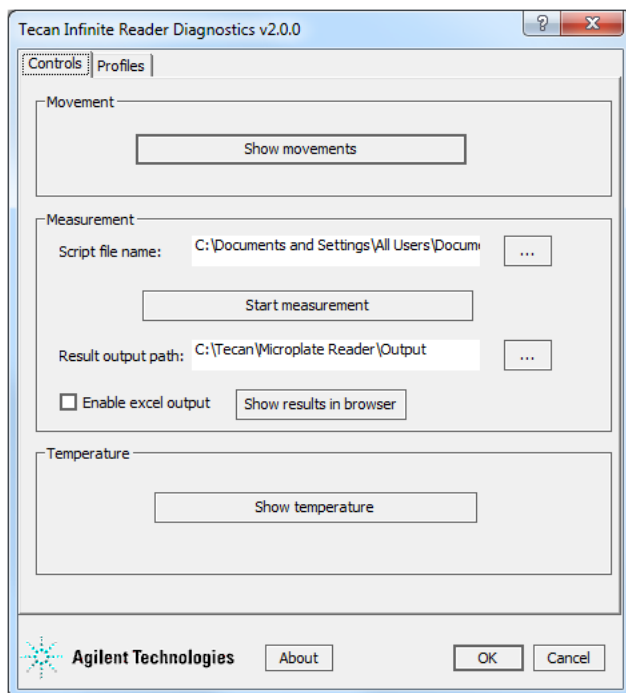 Tecan Infinite Reader Diagnostics v2.0.0
Controls Profiles
Movement
Show movements
Measurement
Script file name: C:\Documents and Settings\All Users\Docume
...
Start measurement
Result output path: C:\Tecan\Microplate Reader\Output
...
Enable excel output Show results in browser
Temperature
Show temperature
Agilent Technologies About OK Cancel